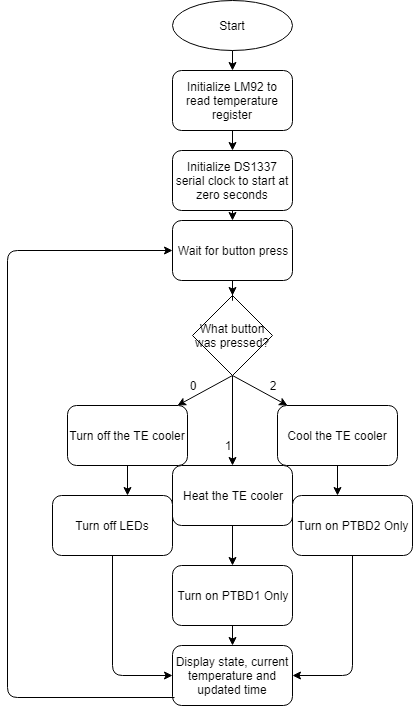 Start
Initialize LM92 to
read temperature
register
Initialize DS1337
serial clock to start at
zero seconds
Wait for button press
What button
was pressed?
0
2
1
Turn off the TE cooler
Cool the TE cooler
Heat the TE cooler
Turn off LEDs
Turn on PTBD2 Only
Turn on PTBD1 Only
Display state, current
temperature and
updated time